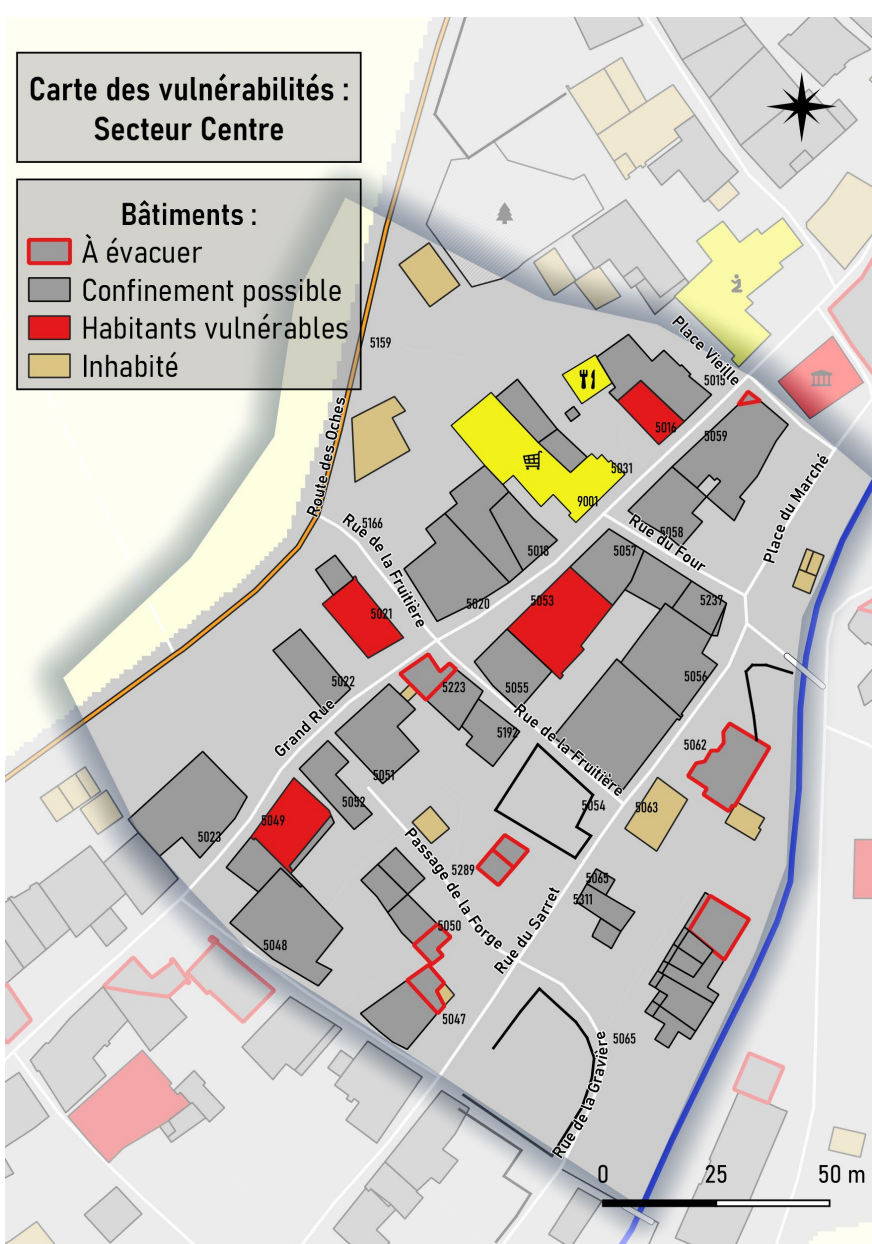 Carte des vulnérabilités :
Secteur Centre
Bâtiments :
À évacuer
Confinement possible
Habitants vulnérables
Inhabité
5159
Place Vieille
5015
5016
5059
Route des Oches
5031
9001
Place du Marché
5166
Rue de la Fruitière
5058
Rue du Four
5018
5057
5020
5053
5237
5021
5022
5223
5055
5056
Grand Rue
5192
Rue de la Fruitière
5062
5051
5052
5054
5063
5049
5023
Passage de la Forge
5289
5065
5311
5050
5048
Rue du Sarret
5047
5065
Rue de la Gravière
0 25 50 m